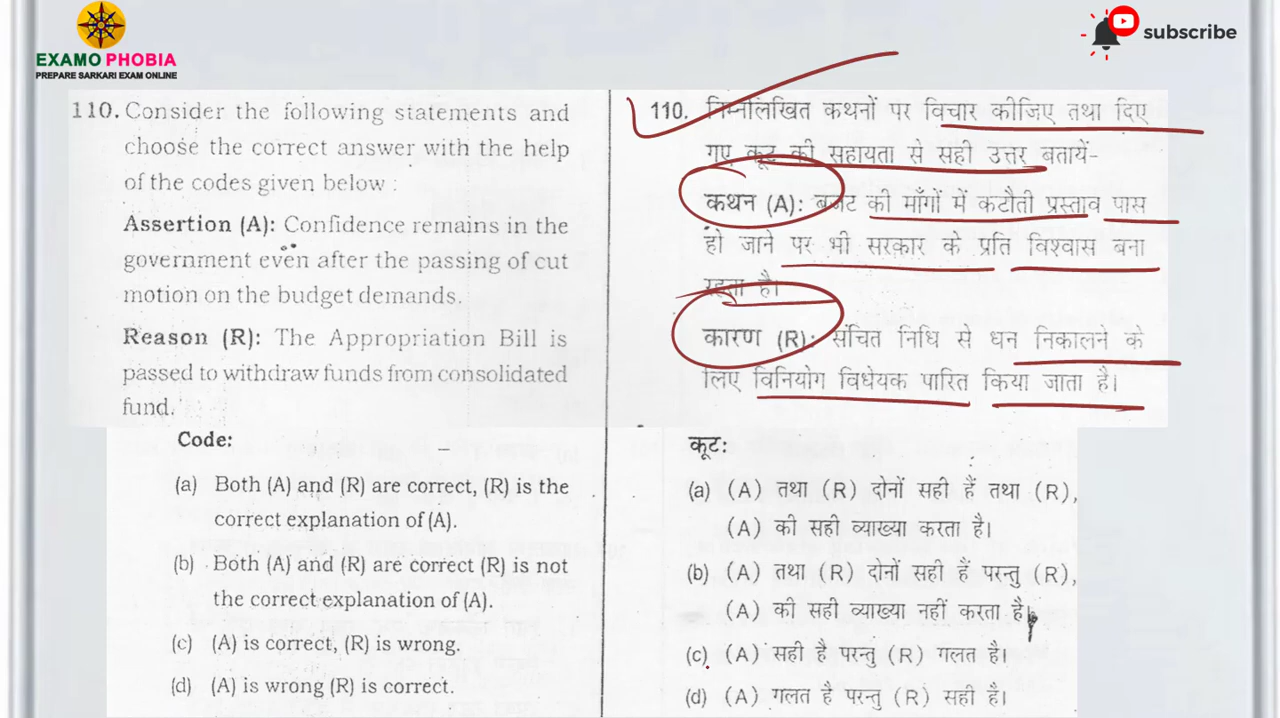 EXAMO PHOBIA
PREPARE SARKARI EXAM ONLINE
subscribe
110. Consider the following statements and
choose the correct answer with the help
of the codes given below :
Assertion (A): Confidence remains in the
government even after the passing of cut
motion on the budget demands.
Reason (R): The Appropriation Bill is
passed to withdraw funds from consolidated
fund.
Code:
(a) Both (A) and (R) are correct, (R) is the
correct explanation of (A).
(b) Both (A) and (R) are correct (R) is not
the correct explanation of (A).
(c) (A) is correct, (R) is wrong.
(d) (A) is wrong (R) is correct.
110. निम्नलिखित कथनों पर विचार कीजिए तथा दिए
गए कूट की सहायता से सही उत्तर बतायें-
कथन (A): बजट की माँगों में कटौती प्रस्ताव पास
हो जाने पर भी सरकार के प्रति विश्वास बना
रहता है।
कारण (R): संचित निधि से धन निकालने के
लिए विनियोग विधेयक पारित किया जाता है।
कूट:
(a) (A) तथा (R) दोनों सही हैं तथा (R),
(A) की सही व्याख्या करता है।
(b) (A) तथा (R) दोनों सही हैं परन्तु (R),
(A) की सही व्याख्या नहीं करता है।
(c) (A) सही है परन्तु (R) गलत है।
(d) (A) गलत है परन्तु (R) सही है।